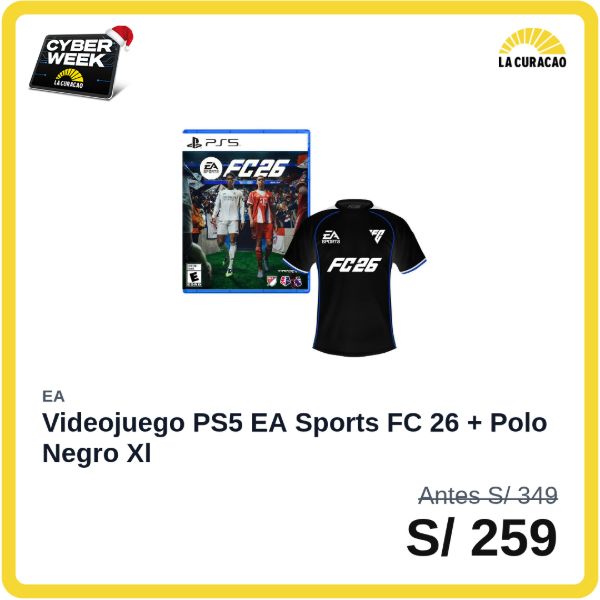 CYBER
WEEK
LA CURACAO
LA CURACAO
PS5
EA
SPORTS
FC26
E
EA
SPORTS
FC26
EA
Videojuego PS5 EA Sports FC 26 + Polo
Negro Xl
Antes S/ 349
S/ 259